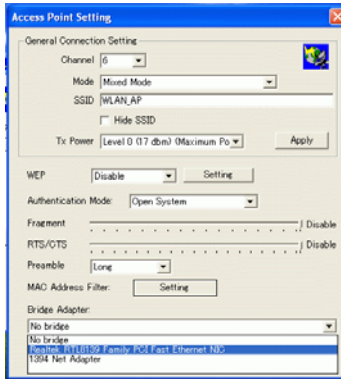 Access Point Setting
General Connection Setting
Channel 6
Mode Mixed Mode
SSID WLAN_AP
Hide SSID
Tx Power Level 0 (17 dbm) (Maximum Po
Apply
WEP Disable Setting
Authentication Mode: Open System
Fragment Disable
RTS/CTS Disable
Preamble Long
MAC Address Filter: Setting
Bridge Adapter:
No bridge
No bridge
Realtek RTL8139 Family PCI Fast Ethernet NIC
1394 Net Adapter